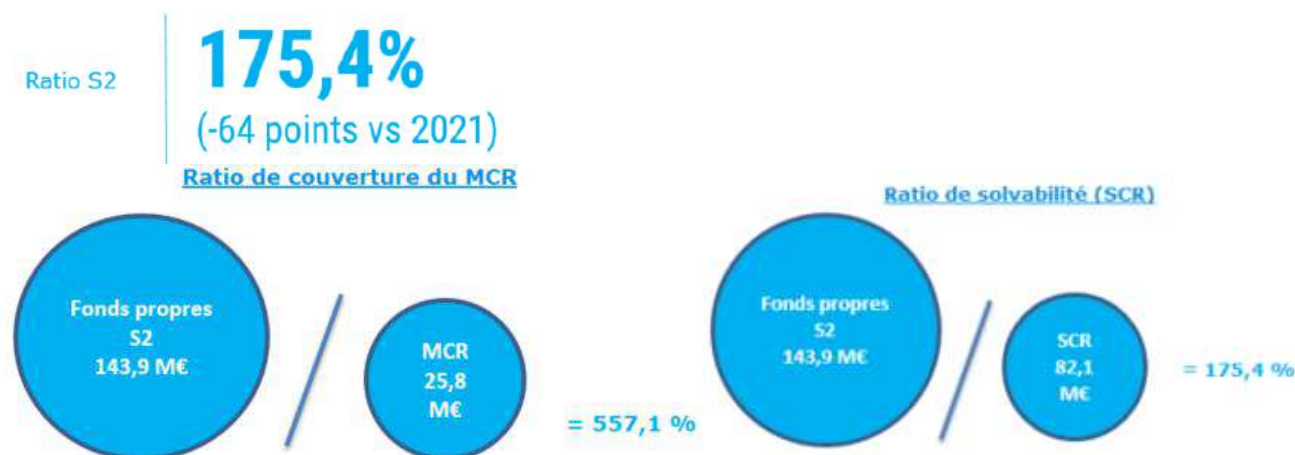 Ratio S2
175,4%
(-64 points vs 2021)
Ratio de couverture du MCR
Fonds propres
S2
143,9 M€
MCR
25,8
M€
= 557,1 %
Ratio de solvabilité (SCR)
Fonds propres
S2
143,9 M€
SCR
82,1
M€
= 175,4 %